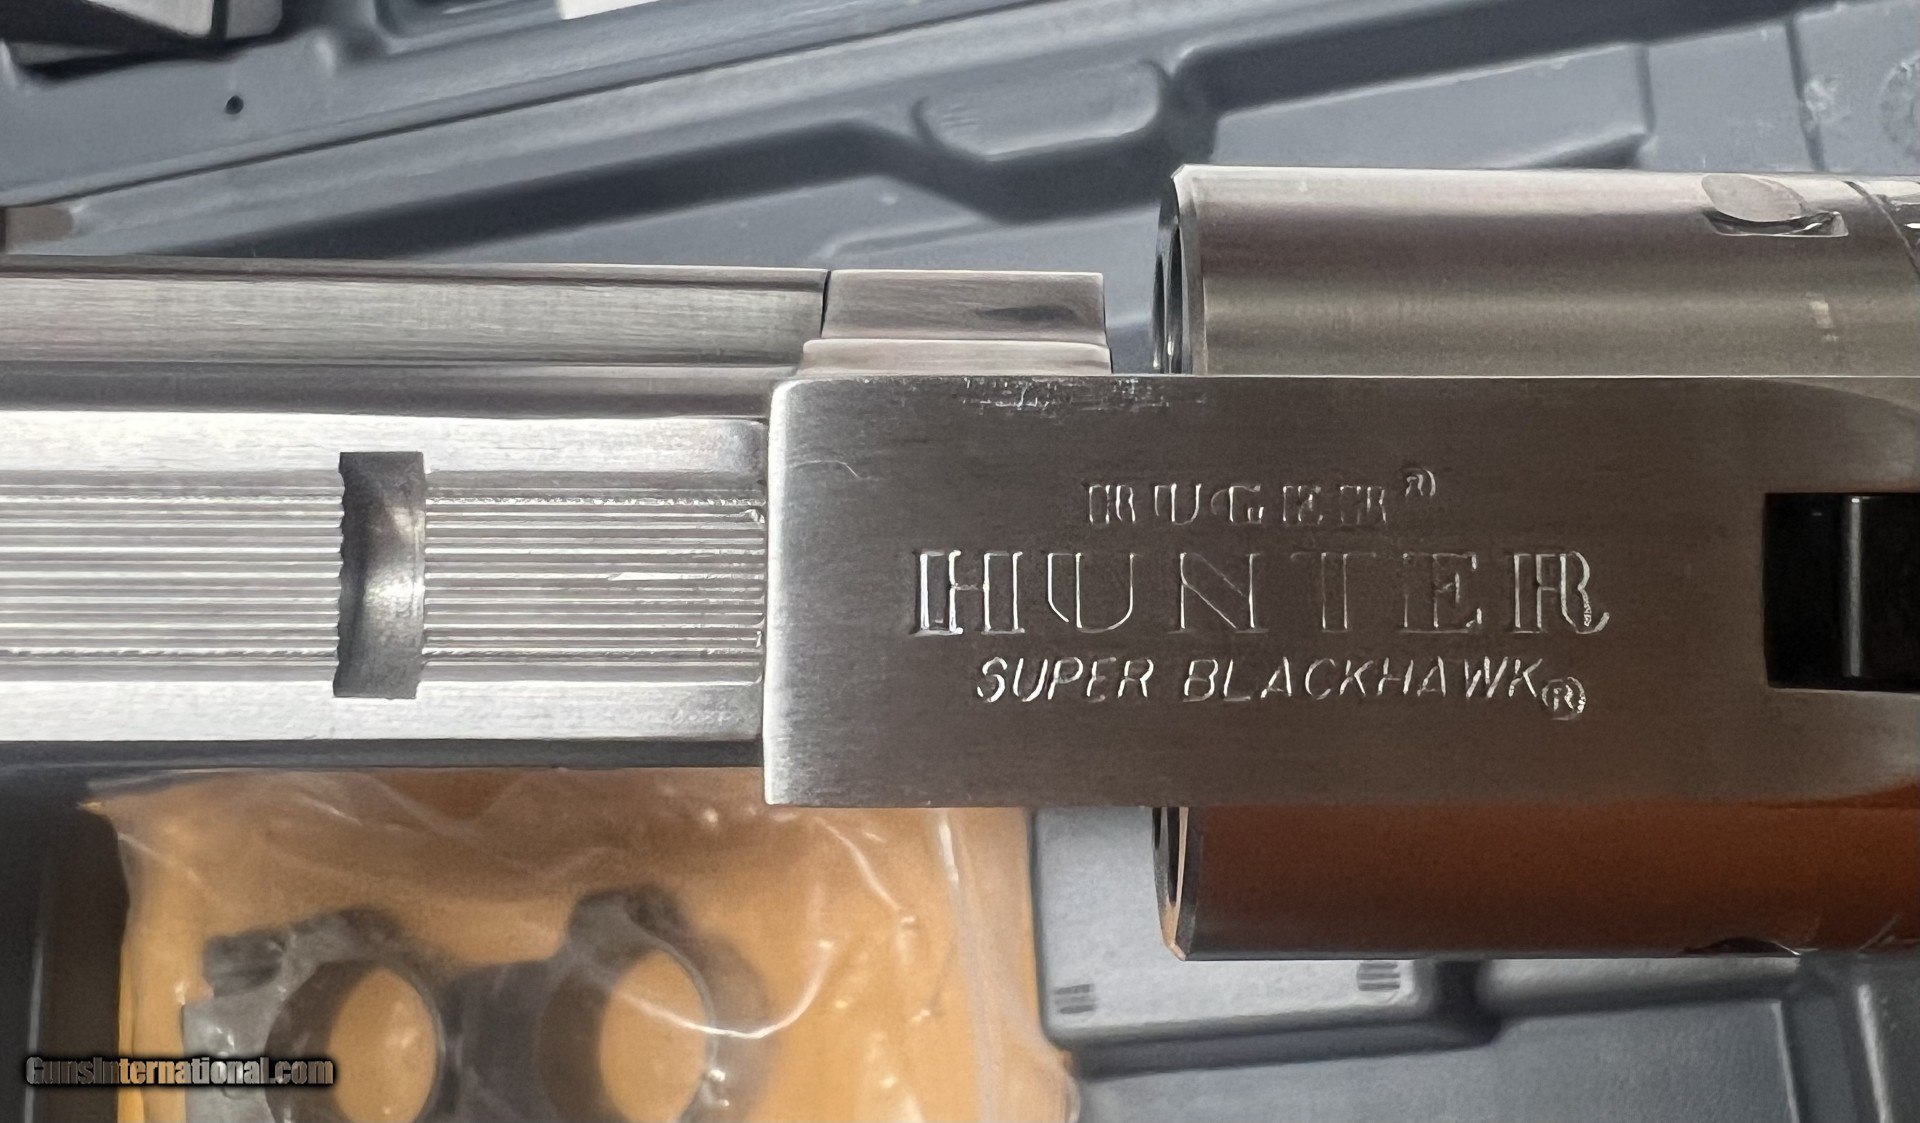 RUGER®
HUNTER
SUPER BLACKHAWK®
GunsInternational.com